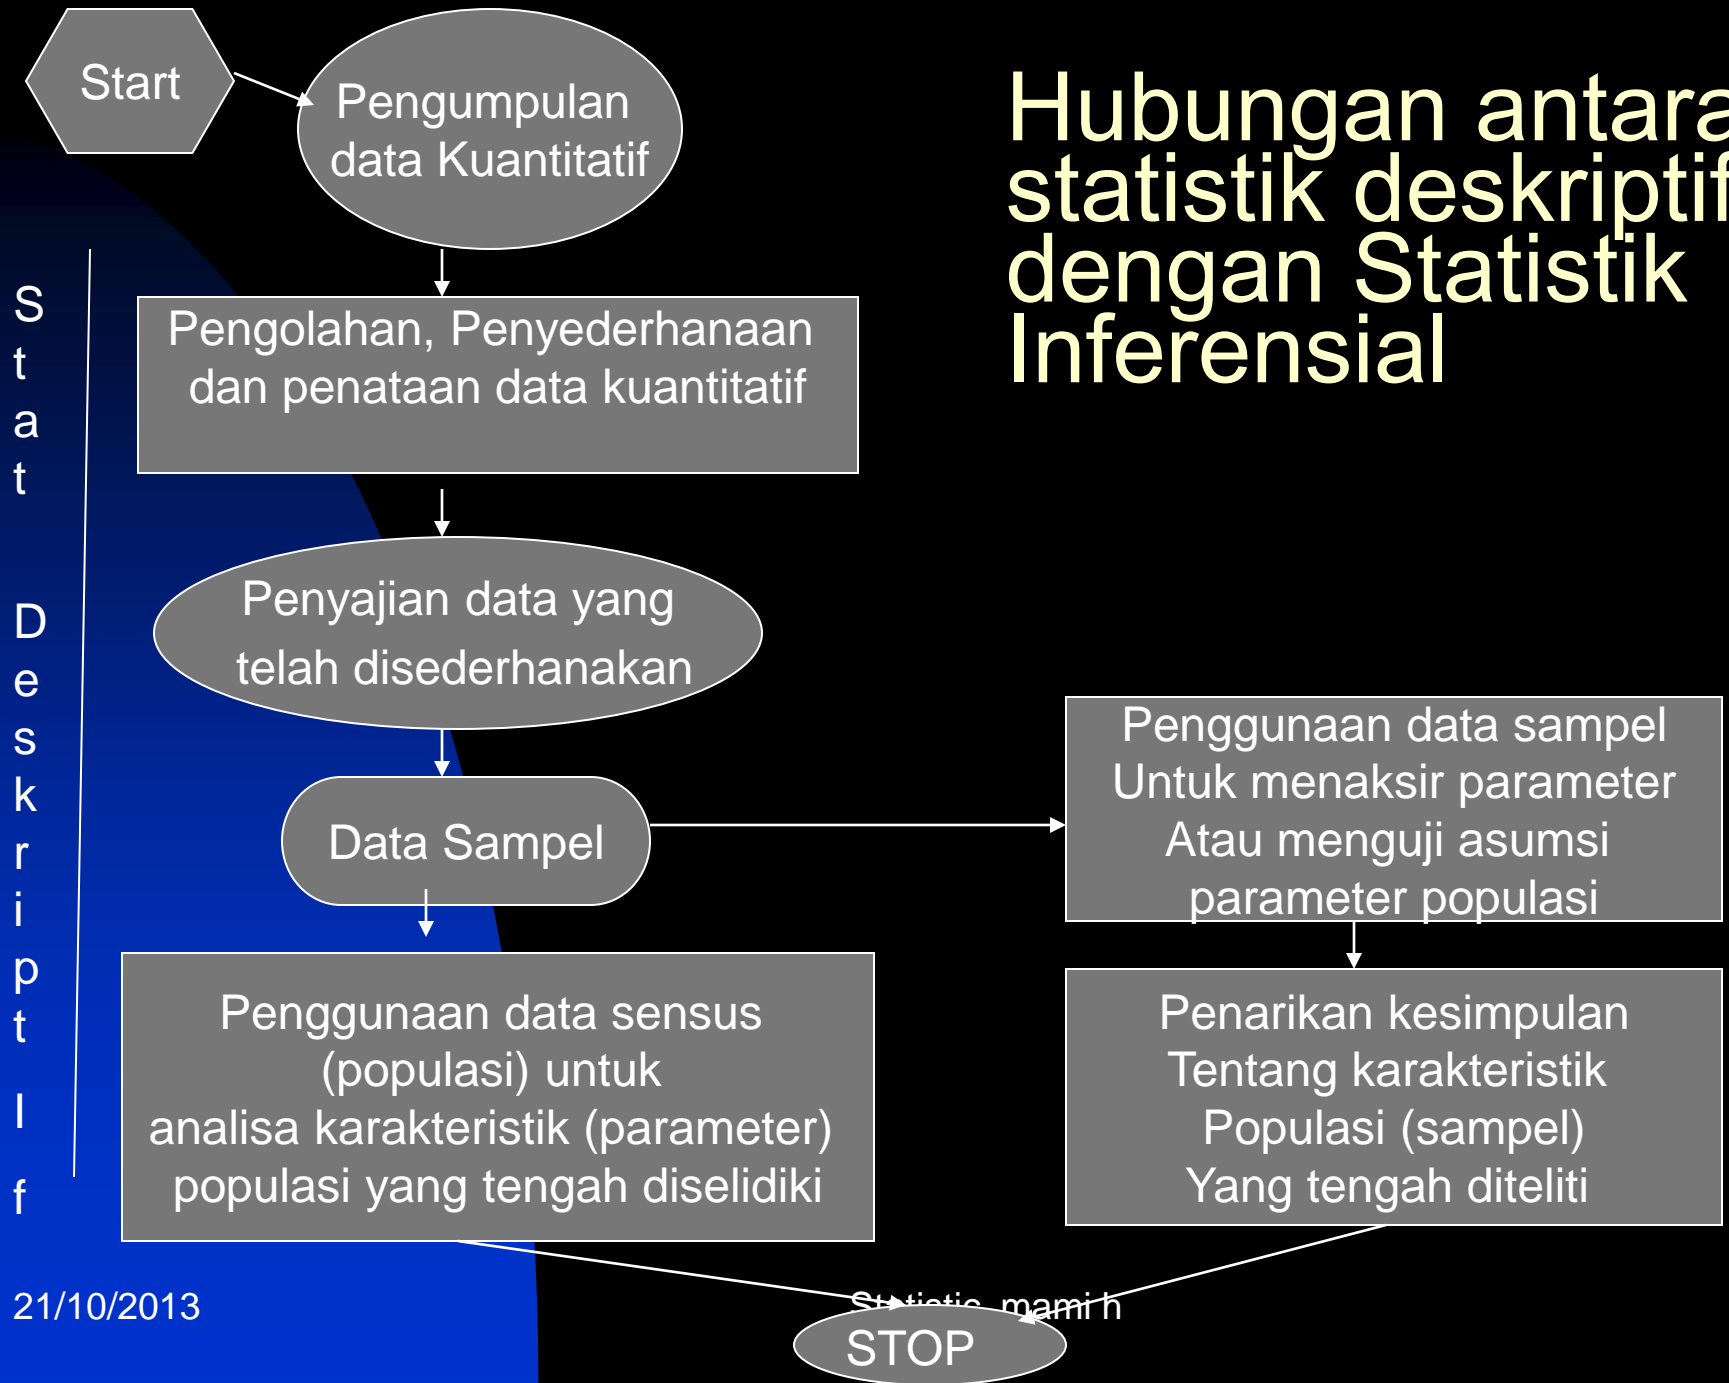 Start
Pengumpulan
data Kuantitatif
Hubungan antara
statistik deskriptif
dengan Statistik
Inferensial
Pengolahan, Penyederhanaan
dan penataan data kuantitatif
S
t
a
t
D
e
s
k
r
i
p
t
I
f
Penyajian data yang
telah disederhanakan
Data Sampel
Penggunaan data sampel
Untuk menaksir parameter
Atau menguji asumsi
parameter populasi
Penggunaan data sensus
(populasi) untuk
analisa karakteristik (parameter)
populasi yang tengah diselidiki
Penarikan kesimpulan
Tentang karakteristik
Populasi (sampel)
Yang tengah diteliti
21/10/2013
Statistic mami h
STOP